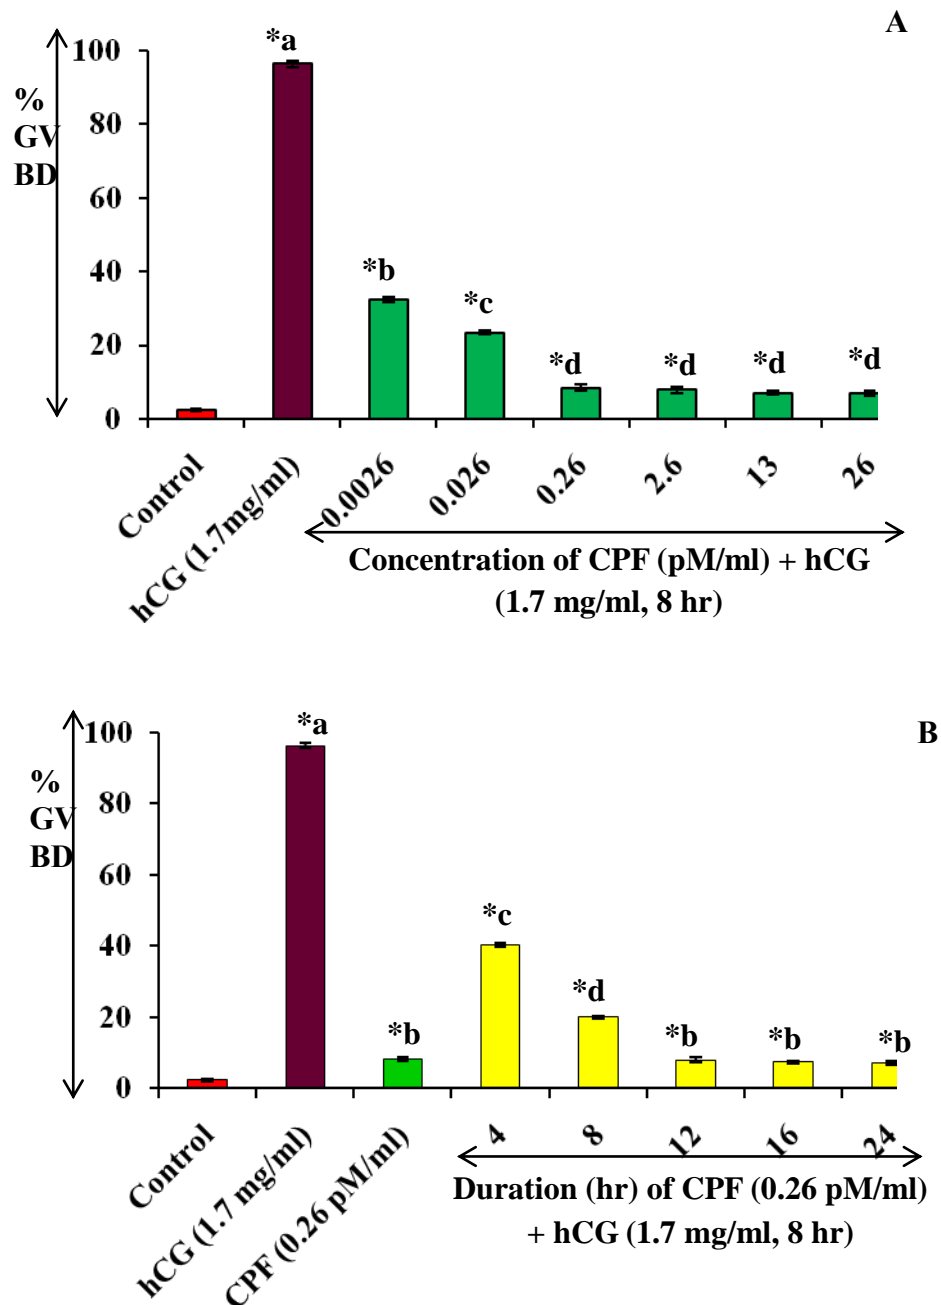 A
%
GV
BD
100
80
60
40
20
0
*a
*b
*c
*d
*d
*d
*d
Control
hCG (1.7mg/ml)
0.0026
0.026
0.26
2.6
13
26
Concentration of CPF (pM/ml) + hCG
(1.7 mg/ml, 8 hr)
B
%
GV
BD
100
80
60
40
20
0
*a
*b
*c
*d
*b
*b
*b
Control
hCG (1.7 mg/ml)
CPF (0.26 pM/ml)
4
8
12
16
24
Duration (hr) of CPF (0.26 pM/ml)
+ hCG (1.7 mg/ml, 8 hr)